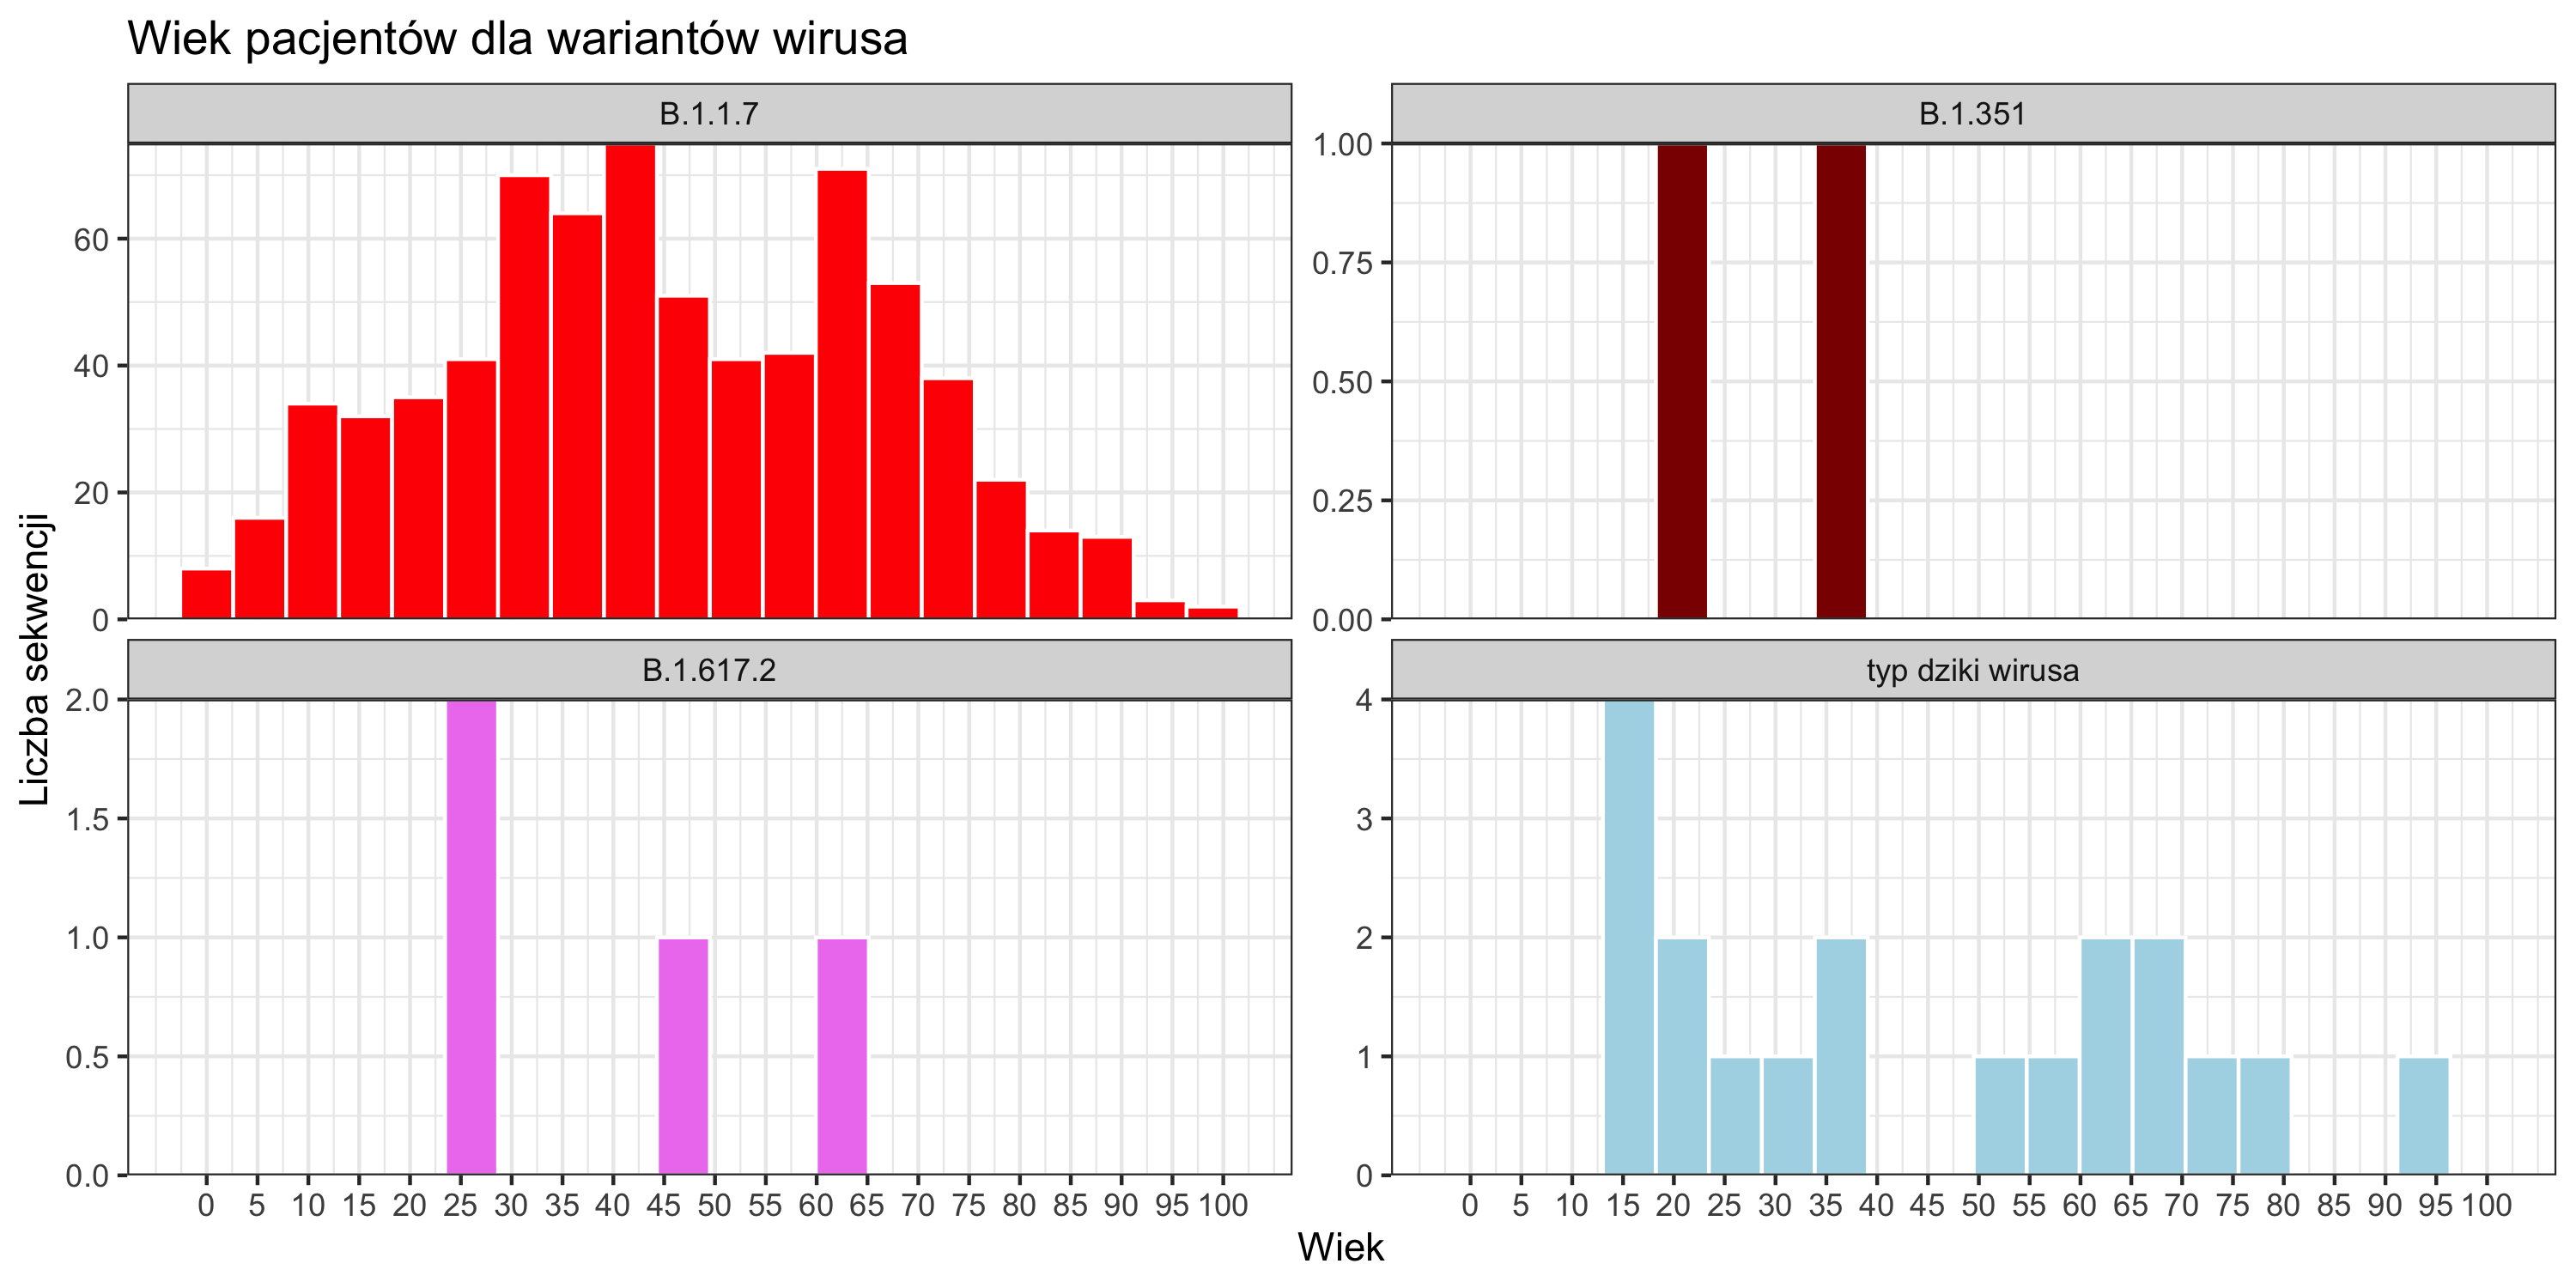 Wiek pacjentów dla wariantów wirusa
B.1.1.7
B.1.351
60
40
20
0
1.00
0.75
0.50
0.25
0.00
Liczba sekwencji
B.1.617.2
typ dziki wirusa
2.0
1.5
1.0
0.5
0.0
4
3
2
1
0
0 5 10 15 20 25 30 35 40 45 50 55 60 65 70 75 80 85 90 95 100
0 5 10 15 20 25 30 35 40 45 50 55 60 65 70 75 80 85 90 95 100
Wiek